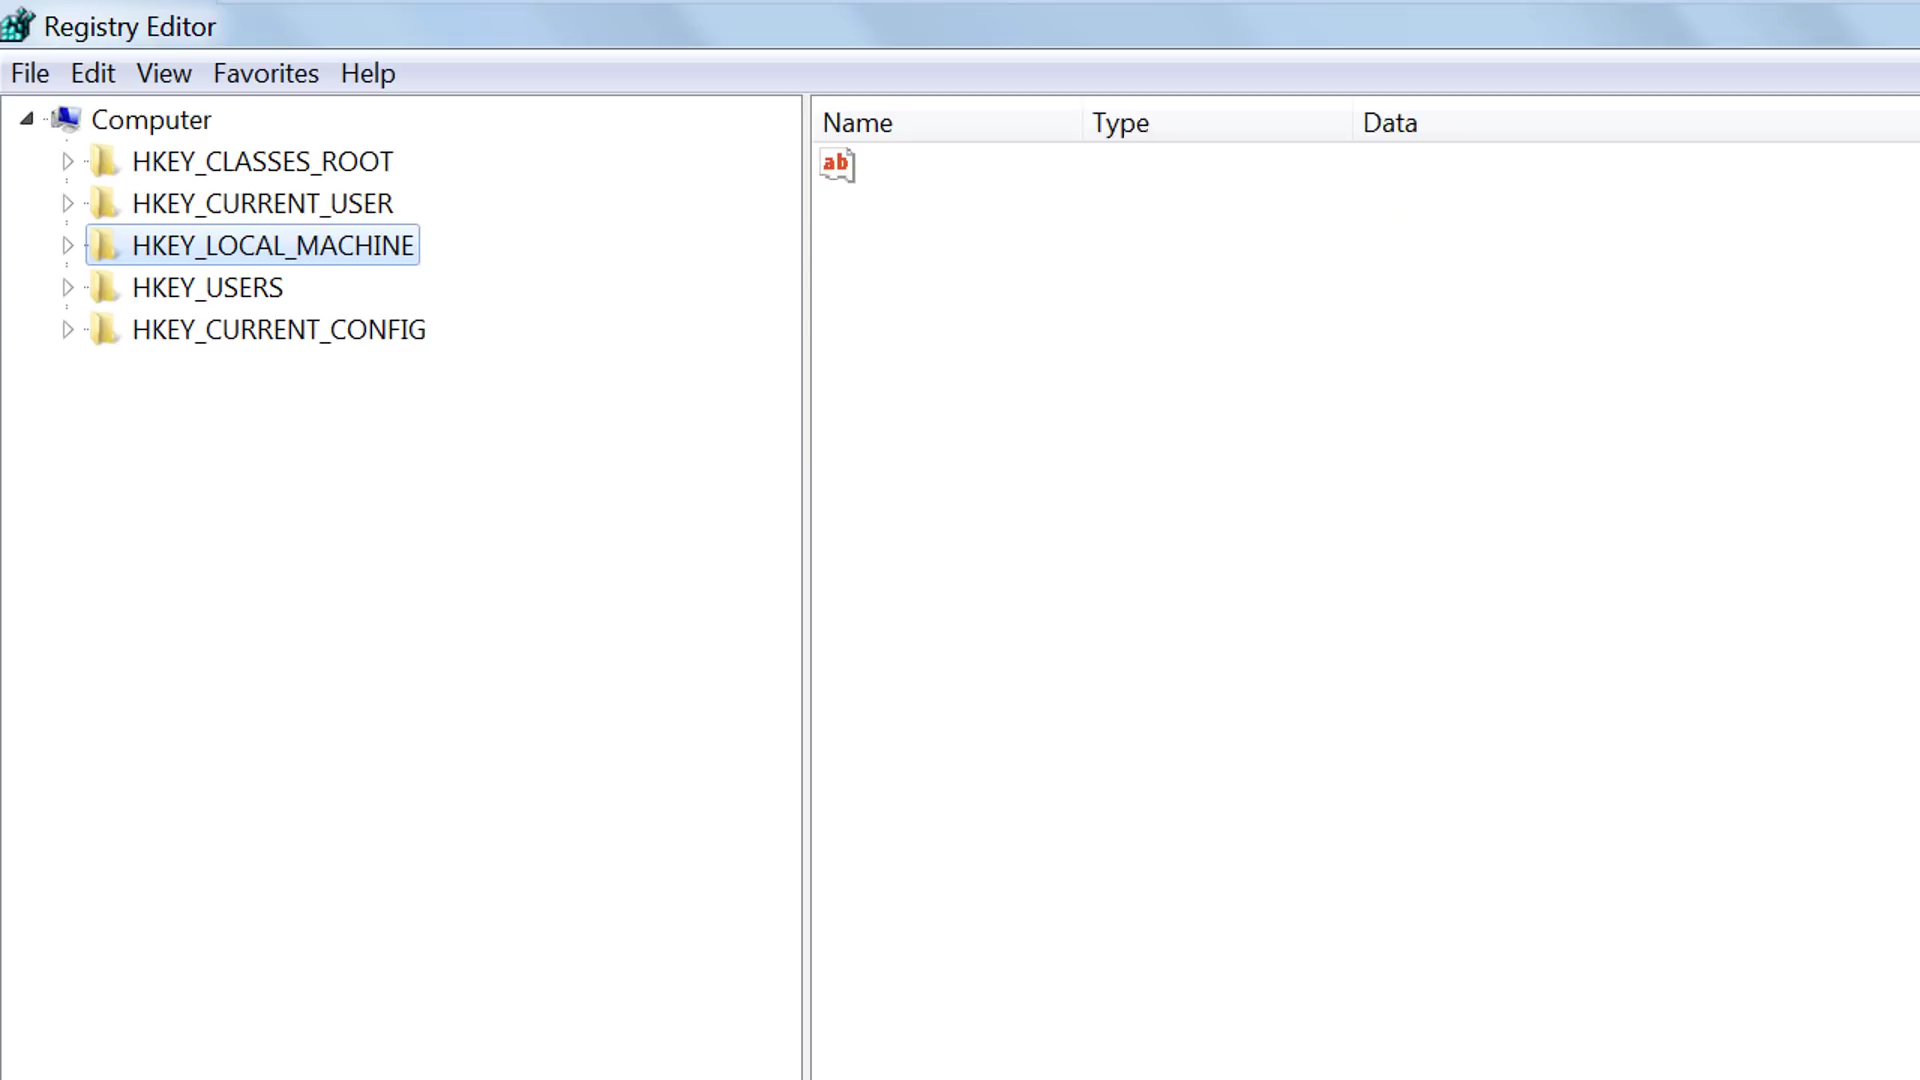 Registry Editor
File Edit View Favorites Help
Computer
HKEY_CLASSES_ROOT
HKEY_CURRENT_USER
HKEY_LOCAL_MACHINE
HKEY_USERS
HKEY_CURRENT_CONFIG
Name Type Data
ab